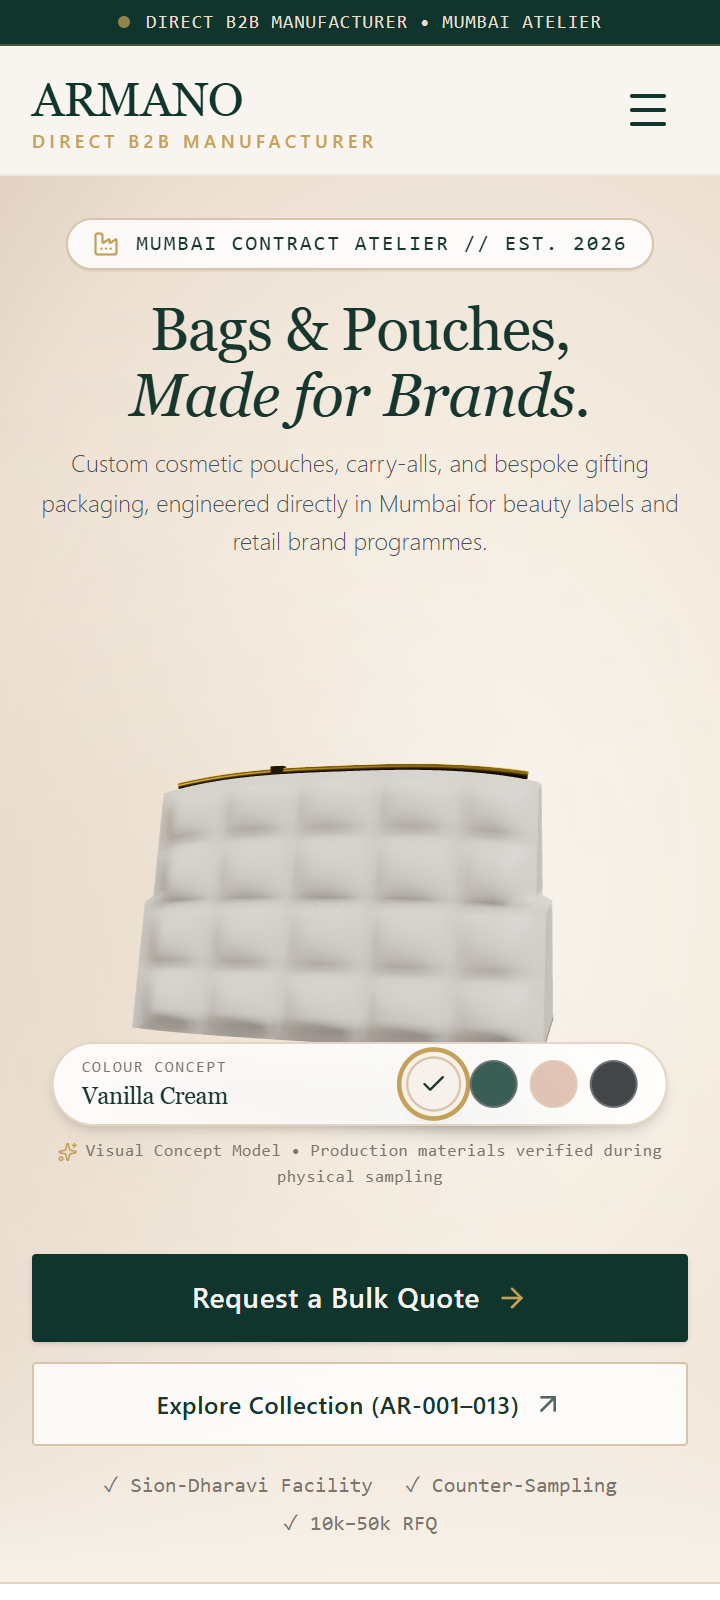 DIRECT B2B MANUFACTURER • MUMBAI ATELIER
ARMANO
DIRECT B2B MANUFACTURER
MUMBAI CONTRACT ATELIER // EST. 2026
Bags & Pouches,
Made for Brands.
Custom cosmetic pouches, carry-alls, and bespoke gifting
packaging, engineered directly in Mumbai for beauty labels and
retail brand programmes.
COLOUR CONCEPT
Vanilla Cream
Visual Concept Model • Production materials verified during
physical sampling
Request a Bulk Quote →
Explore Collection (AR-001–013) ↗
✓ Sion-Dharavi Facility ✓ Counter-Sampling
✓ 10k–50k RFQ